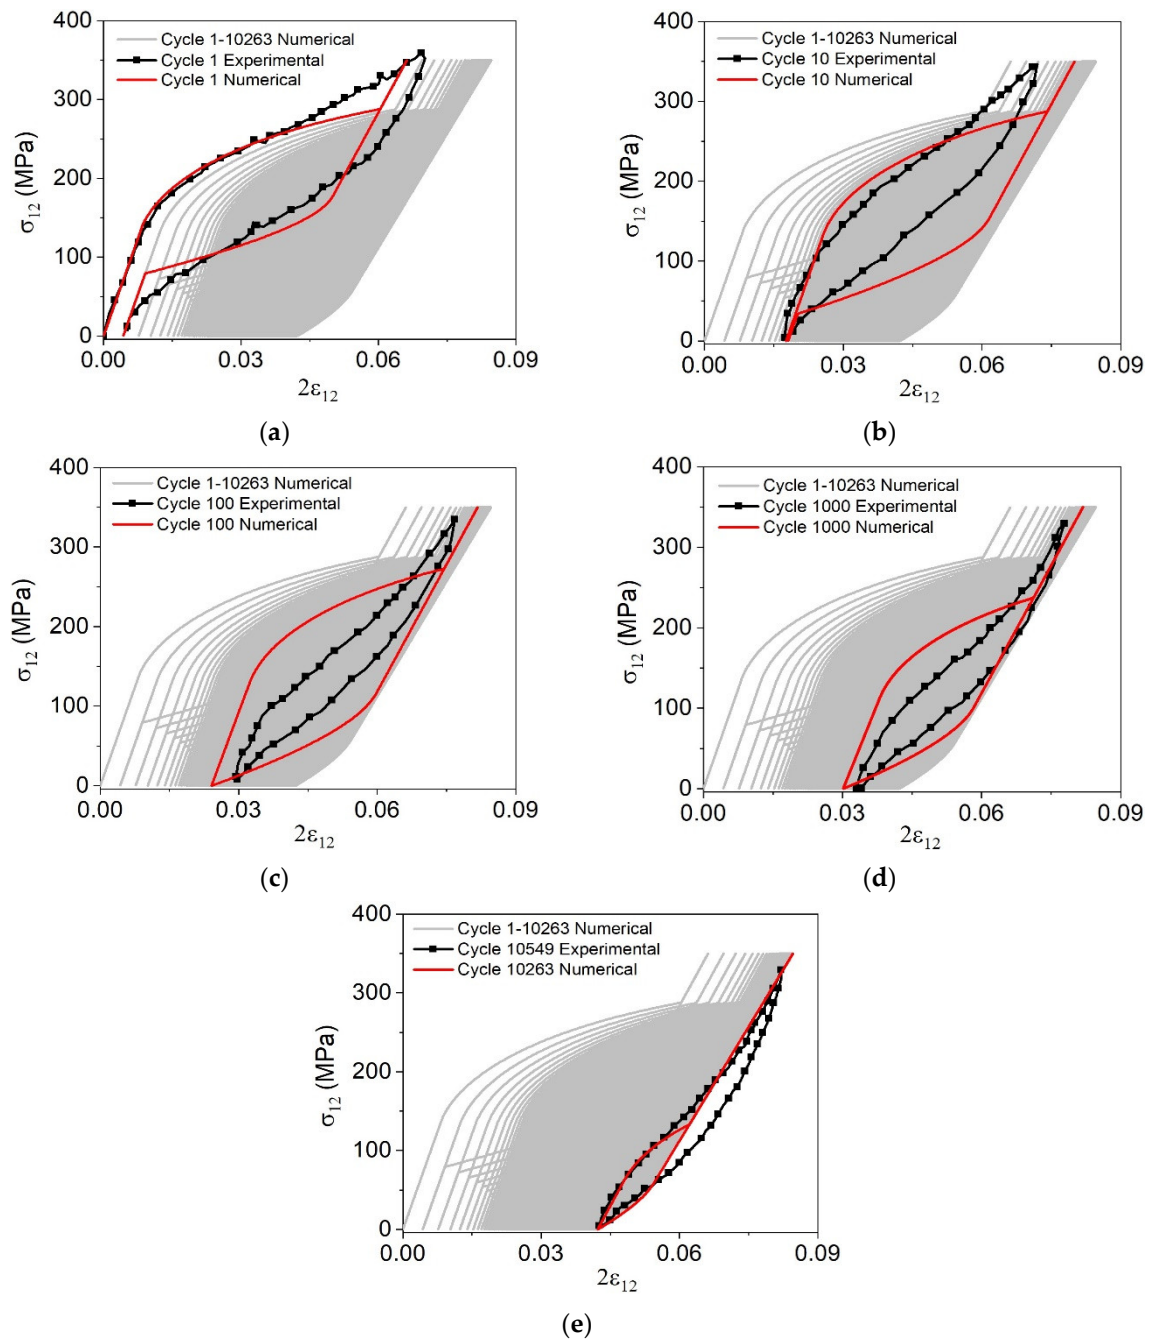 400
300
200
100
0
σ12 (MPa)
Cycle 1-10263 Numerical
Cycle 1 Experimental
Cycle 1 Numerical
0.00 0.03 0.06 0.09
2ε12
(a)
400
300
200
100
0
σ12 (MPa)
Cycle 1-10263 Numerical
Cycle 10 Experimental
Cycle 10 Numerical
0.00 0.03 0.06 0.09
2ε12
(b)
400
300
200
100
0
σ12 (MPa)
Cycle 1-10263 Numerical
Cycle 100 Experimental
Cycle 100 Numerical
0.00 0.03 0.06 0.09
2ε12
(c)
400
300
200
100
0
σ12 (MPa)
Cycle 1-10263 Numerical
Cycle 1000 Experimental
Cycle 1000 Numerical
0.00 0.03 0.06 0.09
2ε12
(d)
400
300
200
100
0
σ12 (MPa)
Cycle 1-10263 Numerical
Cycle 10549 Experimental
Cycle 10263 Numerical
0.00 0.03 0.06 0.09
2ε12
(e)